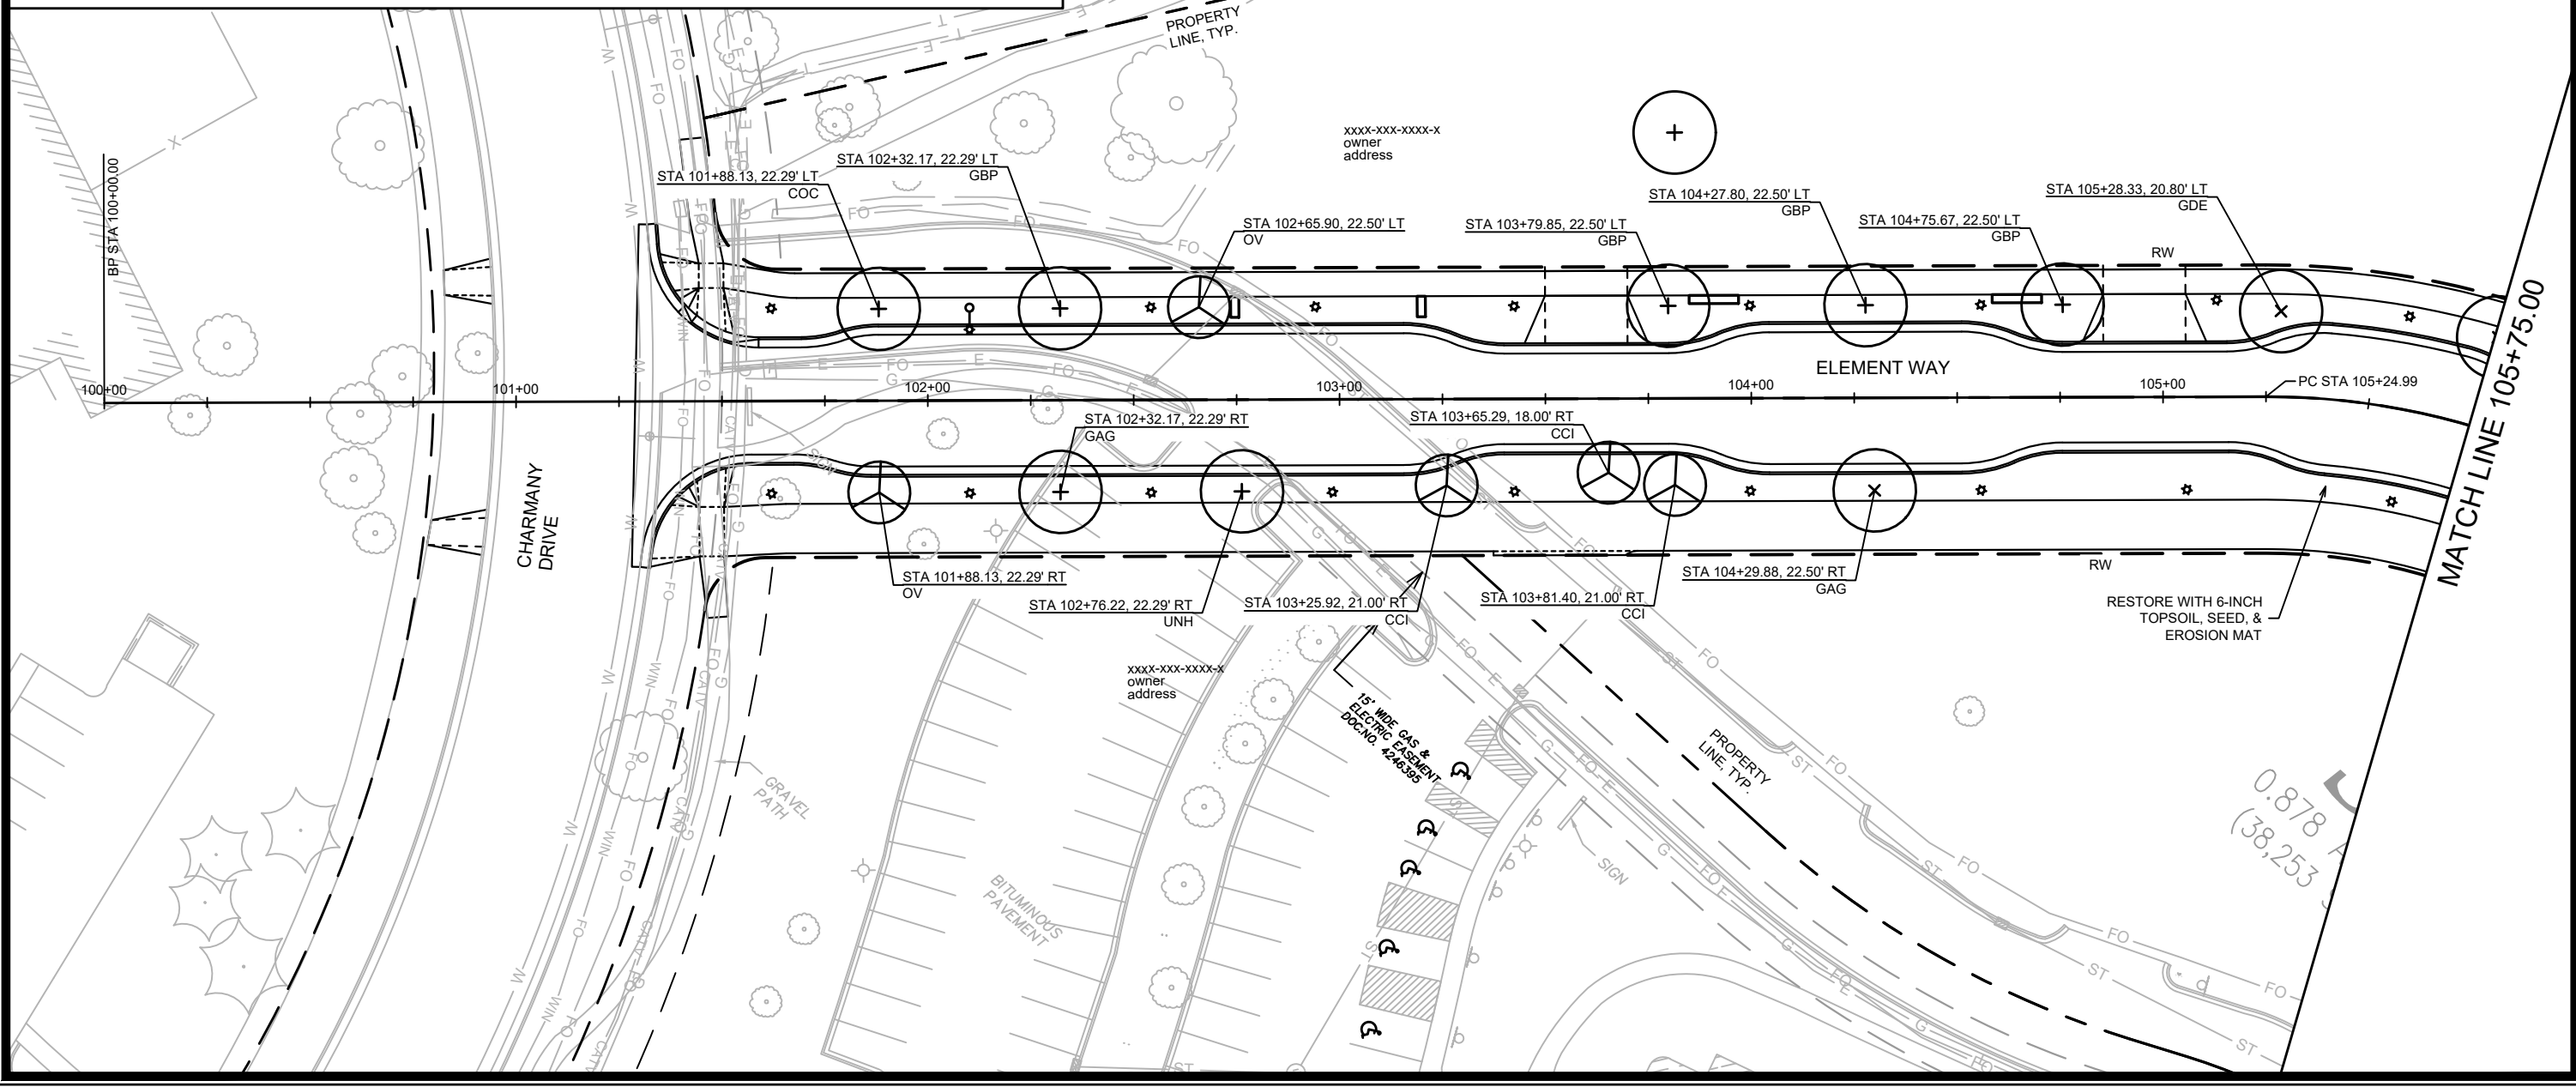 PROPERTY
LINE, TYP.
xxxx-xxx-xxxx-x
owner
address
BP STA 100+00.00
STA 101+88.13, 22.29' LT
COC
STA 102+32.17, 22.29' LT
GBP
STA 102+65.90, 22.50' LT
OV
STA 103+79.85, 22.50' LT
GBP
STA 104+27.80, 22.50' LT
GBP
STA 104+75.67, 22.50' LT
GBP
STA 105+28.33, 20.80' LT
GDE
RW
ELEMENT WAY
100+00
101+00
102+00
103+00
104+00
105+00
PC STA 105+24.99
MATCH LINE 105+75.00
CHARMANY
DRIVE
STA 102+32.17, 22.29' RT
GAG
STA 103+65.29, 18.00' RT
CCI
STA 101+88.13, 22.29' RT
OV
STA 102+76.22, 22.29' RT
UNH
STA 103+25.92, 21.00' RT
CCI
STA 103+81.40, 21.00' RT
CCI
STA 104+29.88, 22.50' RT
GAG
RW
RESTORE WITH 6-INCH
TOPSOIL, SEED, &
EROSION MAT
xxxx-xxx-xxxx-x
owner
address
15' WIDE GAS &
ELECTRIC EASEMENT
DOC.NO. 4246395
PROPERTY
LINE, TYP.
GRAVEL
PATH
BITUMINOUS
PAVEMENT
SIGN
SIGN
0.878
(38,253